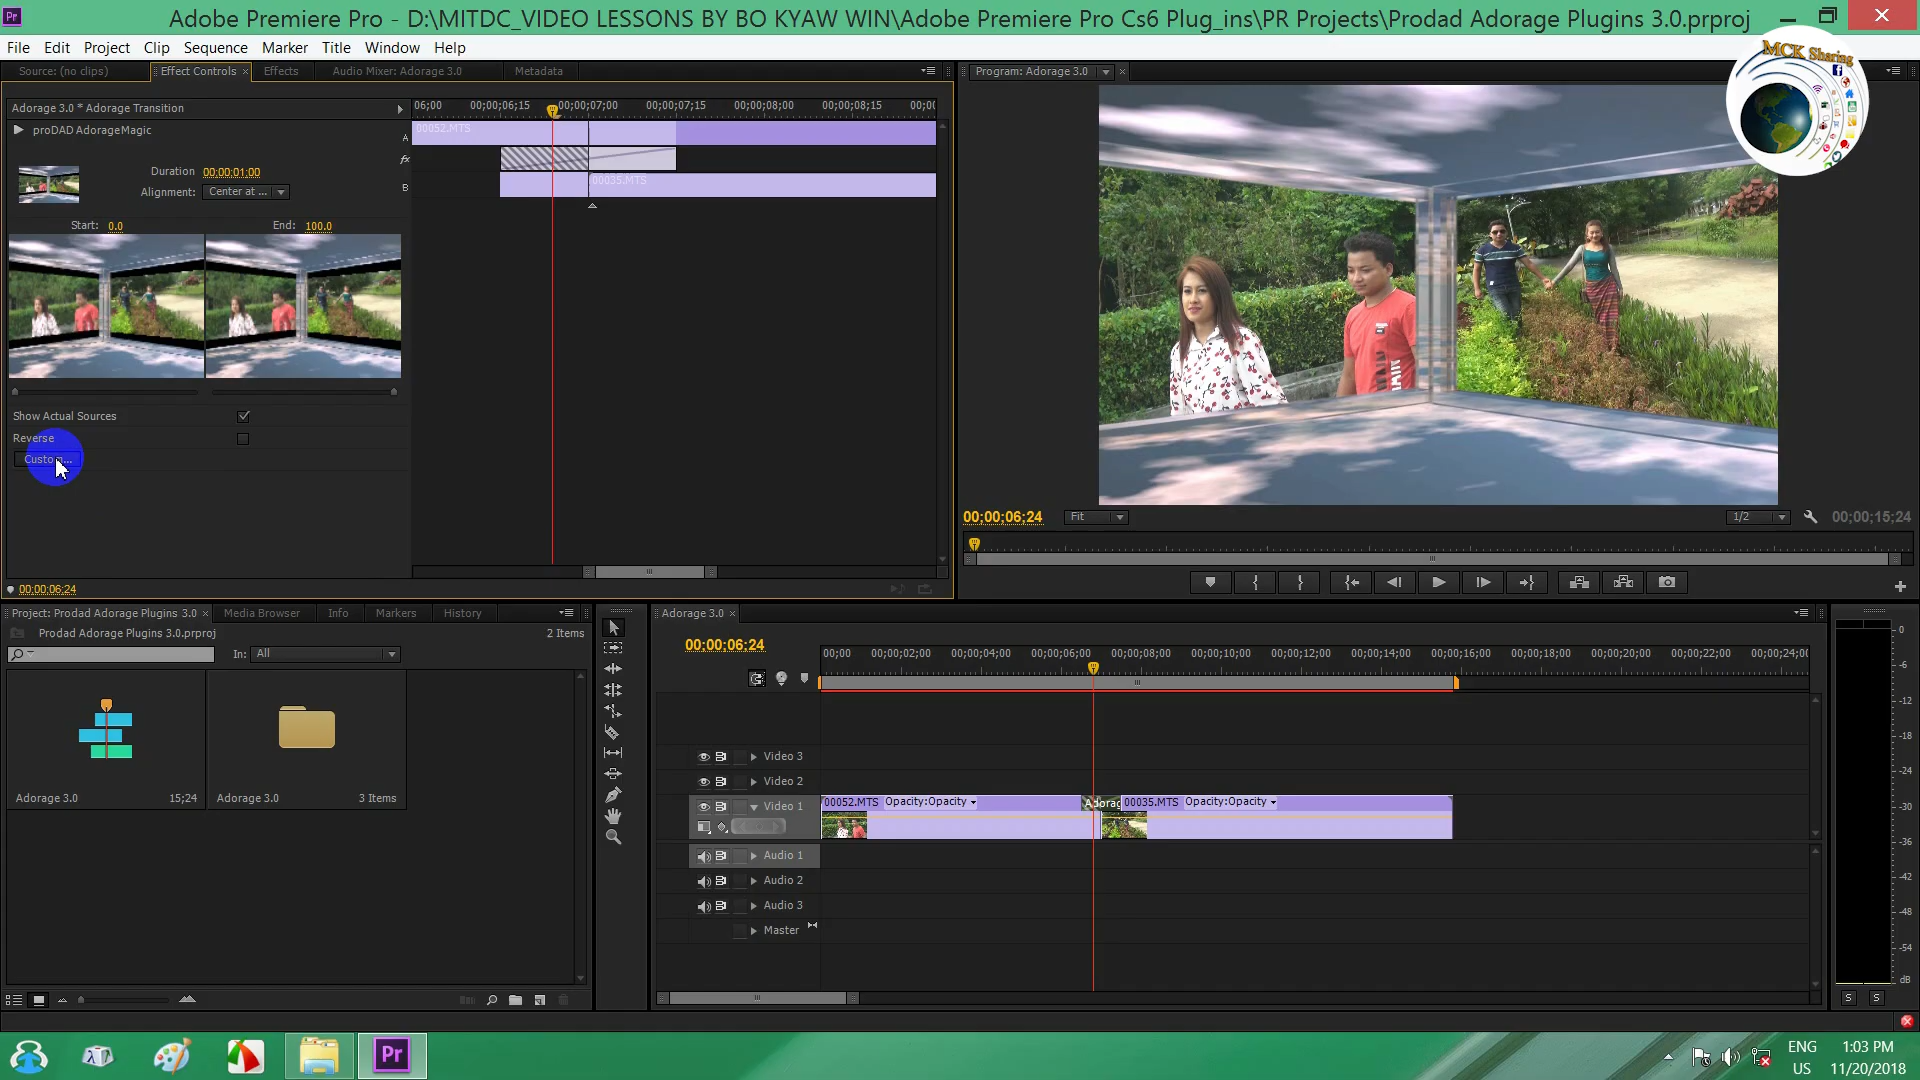 Pr Adobe Premiere Pro - D:\MITDC_VIDEO LESSONS BY BO KYAW WIN\Adobe Premiere Pro Cs6 Plug_ins\PR Projects\Prodad Adorage Plugins 3.0.prproj
File Edit Project Clip Sequence Marker Title Window Help
MCK Sharing
Source: (no clips) Effect Controls Effects Audio Mixer: Adorage 3.0 Metadata
Program: Adorage 3.0
Adorage 3.0 * Adorage Transition
06;00 00;00;06;15 00;00;07;00 00;00;07;15 00;00;08;00 00;00;08;15 00;00
proDAD AdorageMagic
A 00052.MTS
fx
Duration 00;00;01;00
B 00035.MTS
Alignment: Center at ...
Start: 0.0 End: 100.0
Show Actual Sources
Reverse
Custom...
00;00;06;24 Fit 1/2 00;00;15;24
00;00;06;24
Project: Prodad Adorage Plugins 3.0 Media Browser Info Markers History
Adorage 3.0
Prodad Adorage Plugins 3.0.prproj 2 Items
In: All
00;00;06;24
00;00 00;00;02;00 00;00;04;00 00;00;06;00 00;00;08;00 00;00;10;00 00;00;12;00 00;00;14;00 00;00;16;00 00;00;18;00 00;00;20;00 00;00;22;00 00;00;24;00
Adorage 3.0 15;24
Adorage 3.0 3 Items
Video 3
Video 2
Video 1 00052.MTS Opacity:Opacity Adorag 00035.MTS Opacity:Opacity
Audio 1
Audio 2
Audio 3
Master
0
-6
-12
-18
-24
-30
-36
-42
-48
-54
dB
S S
Pr
ENG 1:03 PM
US 11/20/2018